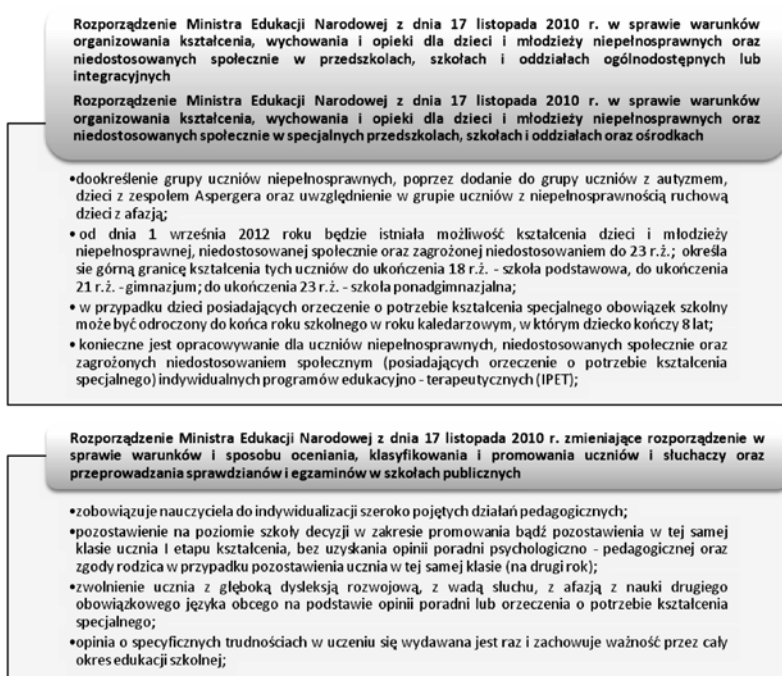 Rozporządzenie Ministra Edukacji Narodowej z dnia 17 listopada 2010 r. w sprawie warunków
organizowania kształcenia, wychowania i opieki dla dzieci i młodzieży niepełnosprawnych oraz
niedostosowanych społecznie w przedszkolach, szkołach i oddziałach ogólnodostępnych lub
integracyjnych
Rozporządzenie Ministra Edukacji Narodowej z dnia 17 listopada 2010 r. w sprawie warunków
organizowania kształcenia, wychowania i opieki dla dzieci i młodzieży niepełnosprawnych oraz
niedostosowanych społecznie w specjalnych przedszkolach, szkołach i oddziałach oraz ośrodkach
•dookreślenie grupy uczniów niepełnosprawnych, poprzez dodanie do grupy uczniów z autyzmem,
dzieci z zespołem Aspergera oraz uwzględnienie w grupie uczniów z niepełnosprawnością ruchową
dzieci z afazją;
• od dnia 1 września 2012 roku będzie istniała możliwość kształcenia dzieci i młodzieży
niepełnosprawnej, niedostosowanej społecznie oraz zagrożonej niedostosowaniem do 23 r.ż.; określa
sie górną granicę kształcenia tych uczniów do ukończenia 18 r.ż. - szkoła podstawowa, do ukończenia
21 r.ż. - gimnazjum; do ukończenia 23 r.ż. - szkoła ponadgimnazjalna;
• w przypadku dzieci posiadających orzeczenie o potrzebie kształcenia specjalnego obowiązek szkolny
może być odroczony do końca roku szkolnego w roku kaledarzowym, w którym dziecko kończy 8 lat;
• konieczne jest opracowywanie dla uczniów niepełnosprawnych, niedostosowanych społecznie oraz
zagrożonych niedostosowaniem społecznym (posiadających orzeczenie o potrzebie kształcenia
specjalnego) indywidualnych programów edukacyjno - terapeutycznych (IPET);
Rozporządzenie Ministra Edukacji Narodowej z dnia 17 listopada 2010 r. zmieniające rozporządzenie w
sprawie warunków i sposobu oceniania, klasyfikowania i promowania uczniów i słuchaczy oraz
przeprowadzania sprawdzianów i egzaminów w szkołach publicznych
•zobowiązuje nauczyciela do indywidualizacji szeroko pojętych działań pedagogicznych;
•pozostawienie na poziomie szkoły decyzji w zakresie promowania bądź pozostawienia w tej samej
klasie ucznia I etapu kształcenia, bez uzyskania opinii poradni psychologiczno - pedagogicznej oraz
zgody rodzica w przypadku pozostawienia ucznia w tej samej klasie (na drugi rok);
•zwolnienie ucznia z głęboką dysleksją rozwojową, z wadą słuchu, z afazją z nauki drugiego
obowiązkowego języka obcego na podstawie opinii poradni lub orzeczenia o potrzebie kształcenia
specjalnego;
•opinia o specyficznych trudnościach w uczeniu się wydawana jest raz i zachowuje ważność przez cały
okres edukacji szkolnej;